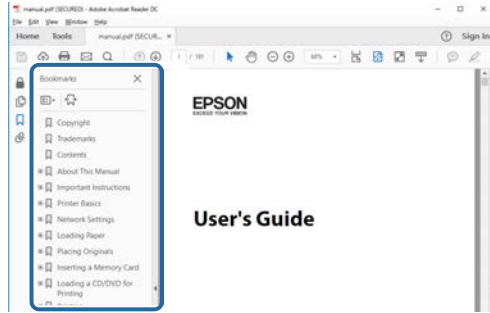 manual.pdf (SECURED) - Adobe Acrobat Reader DC
File Edit View Window Help
Home Tools manual.pdf (SECUR... × Sign In
1 / 191
Bookmarks
Copyright
Trademarks
Contents
About This Manual
Important Instructions
Printer Basics
Network Settings
Loading Paper
Placing Originals
Inserting a Memory Card
Loading a CD/DVD for
Printing
EPSON
EXCEED YOUR VISION
User's Guide